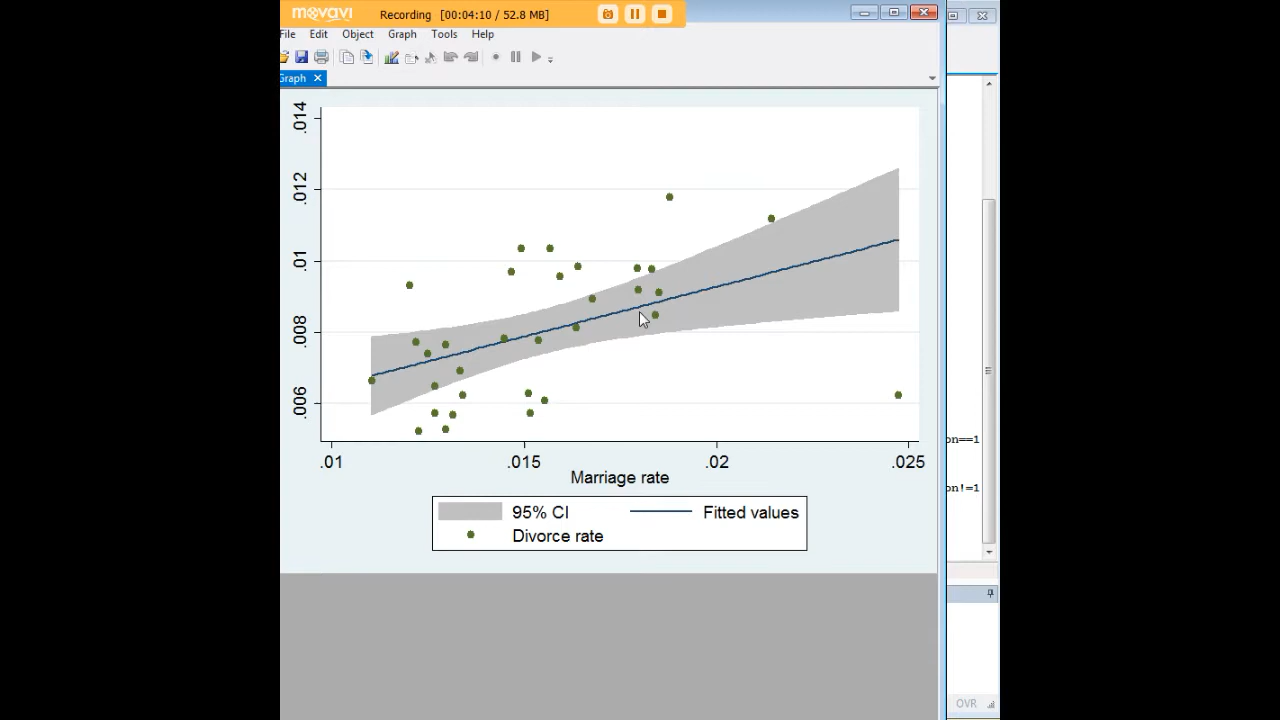 movavi Recording [00:04:10 / 52.8 MB]
File Edit Object Graph Tools Help
Graph
.014
.012
.01
.008
.006
.01 .015 .02 .025
Marriage rate
95% CI Fitted values
Divorce rate
on==1
on!=1
OVR